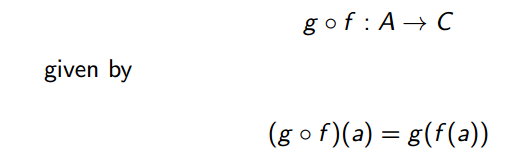 g ∘ f : A → C
given by
(g ∘ f)(a) = g(f(a))